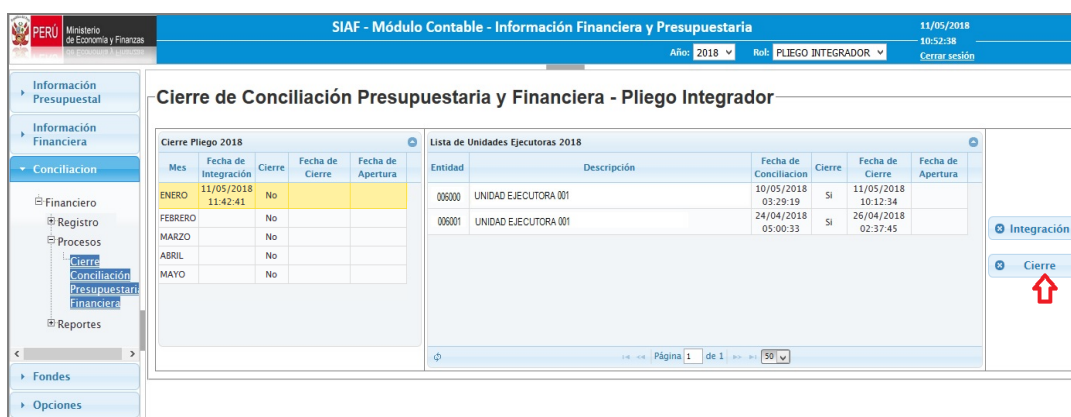 PERÚ Ministerio de Economía y Finanzas
SIAF - Módulo Contable - Información Financiera y Presupuestaria
11/05/2018
10:52:38
Año: 2018 Rol: PLIEGO INTEGRADOR Cerrar sesión
Información Presupuestal
Información Financiera
Conciliacion
Financiero
Registro
Procesos
Cierre
Conciliación
Presupuestari
Financiera
Reportes
Fondes
Opciones
Cierre de Conciliación Presupuestaria y Financiera - Pliego Integrador
Cierre Pliego 2018
Mes Fecha de Integración Cierre Fecha de Cierre Fecha de Apertura
ENERO 11/05/2018 11:42:41 No
FEBRERO No
MARZO No
ABRIL No
MAYO No
Lista de Unidades Ejecutoras 2018
Entidad Descripción Fecha de Conciliacion Cierre Fecha de Cierre Fecha de Apertura
006000 UNIDAD EJECUTORA 001 10/05/2018 03:29:19 Si 11/05/2018 10:12:34
006001 UNIDAD EJECUTORA 001 24/04/2018 05:00:33 Si 26/04/2018 02:37:45
Página 1 de 1 50
Integración
Cierre